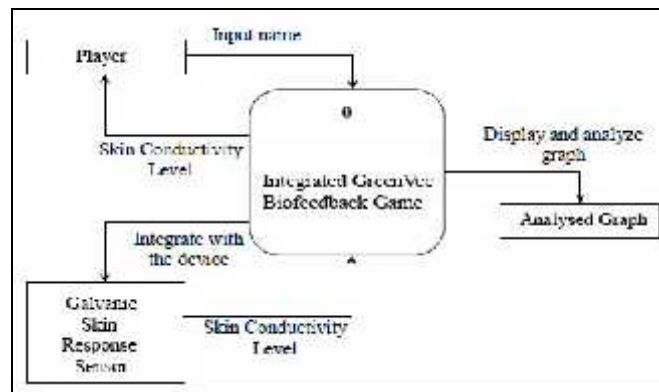 Input name
Player
0
Skin Conductivity
Level
Display and analyze
graph
Integrated GreenVee
Biofeedback Game
Analysed Graph
Integrate with
the device
Galvanic
Skin
Response
Sensor
Skin Conductivity
Level